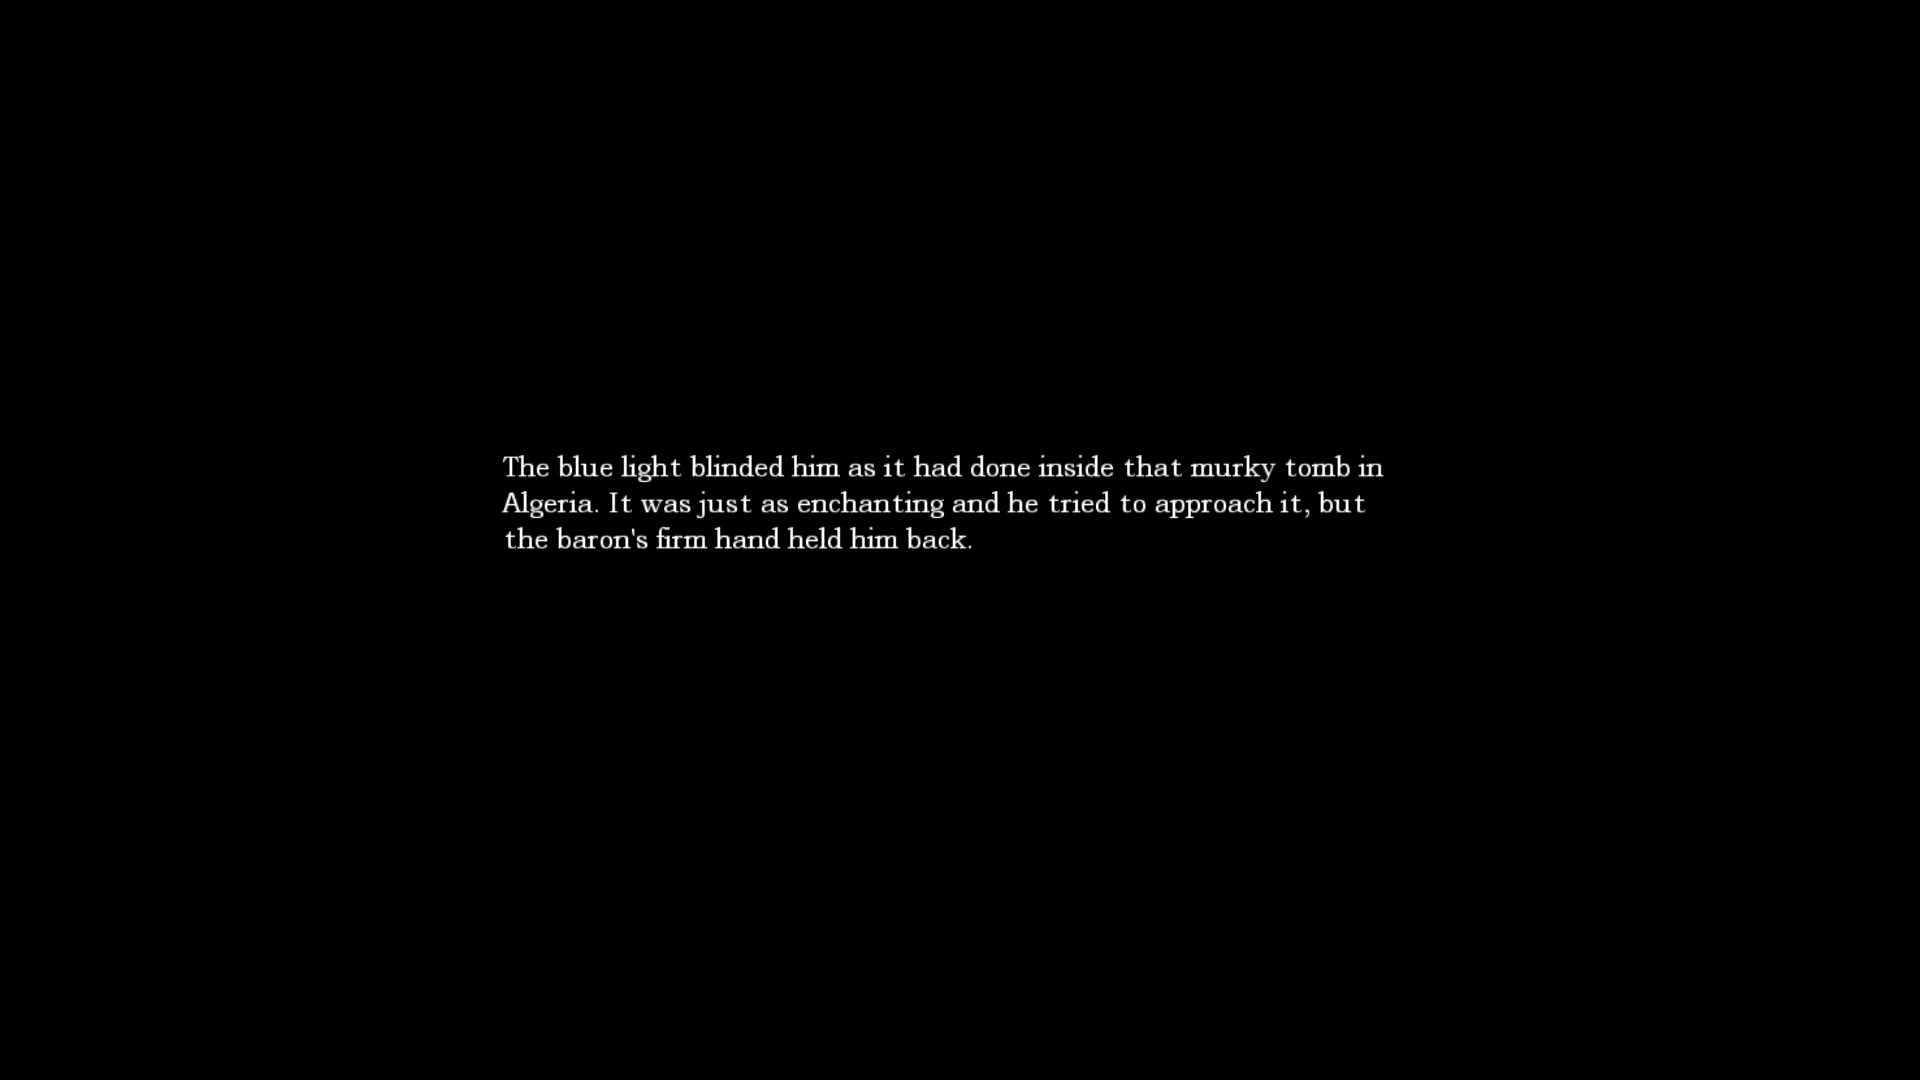 The blue light blinded him as it had done inside that murky tomb in
Algeria. It was just as enchanting and he tried to approach it, but
the baron's firm hand held him back.